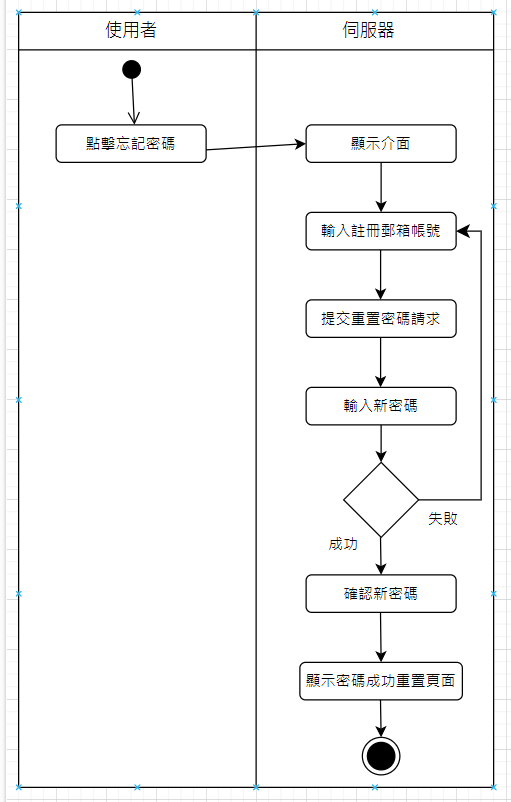 使用者
伺服器
點擊忘記密碼
顯示介面
輸入註冊郵箱帳號
提交重置密碼請求
輸入新密碼
失敗
成功
確認新密碼
顯示密碼成功重置頁面